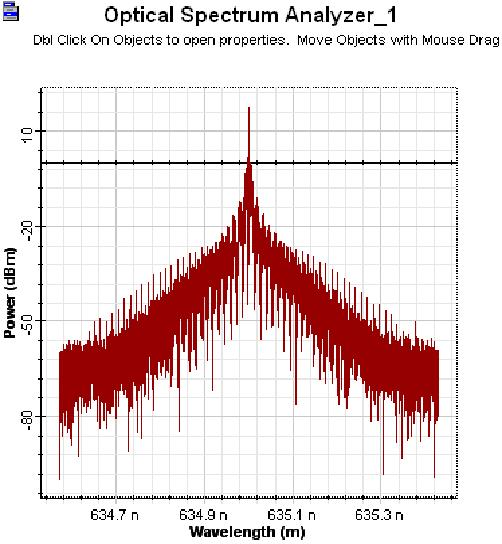 Optical Spectrum Analyzer_1
Dbl Click On Objects to open properties. Move Objects with Mouse Drag
Power (dBm)
10
-20
-50
-80
634.7 n 634.9 n 635.1 n 635.3 n
Wavelength (m)